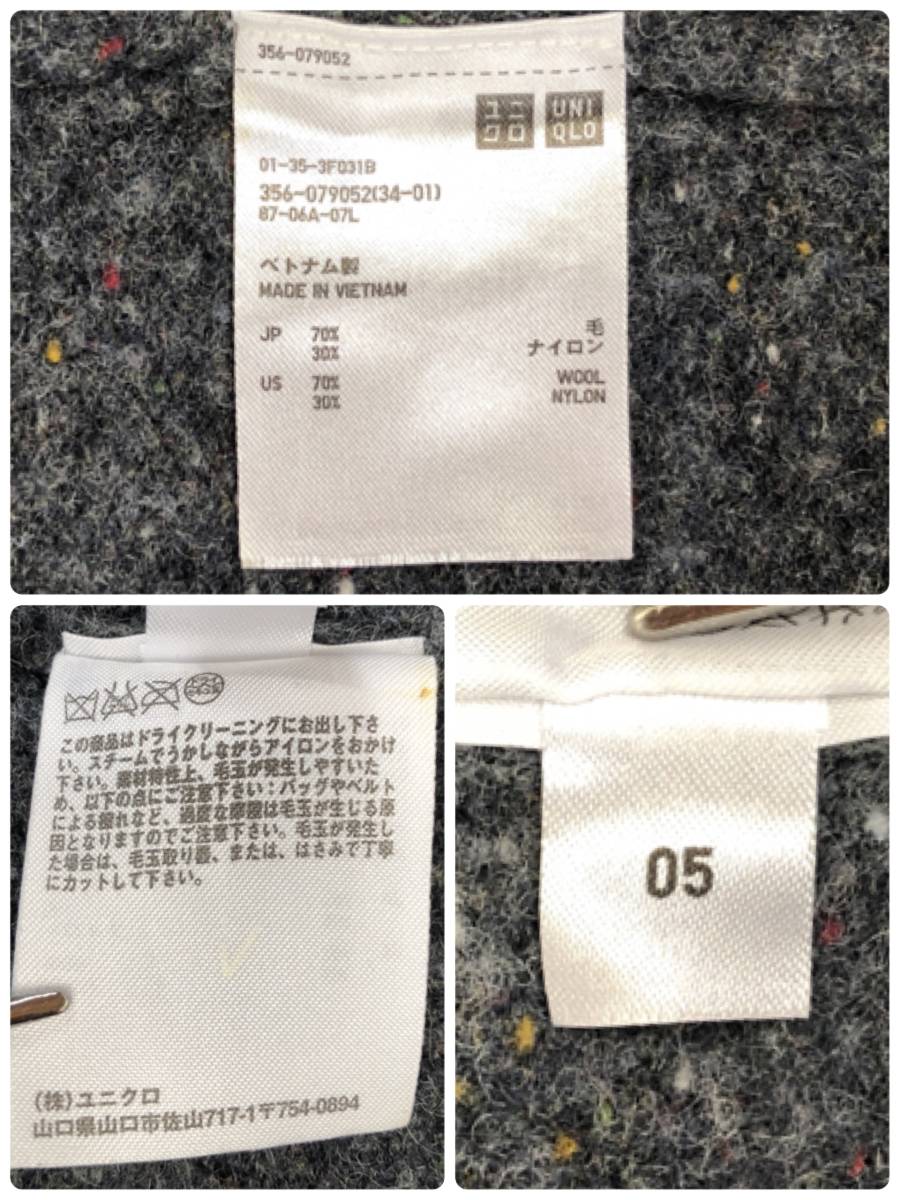 356-079052
ユニ
クロ
UNI
QLO
01-35-3F031B
356-079052(34-01)
87-06A-07L
ベトナム製
MADE IN VIETNAM
JP 70% 毛
30% ナイロン
US 70% WOOL
30% NYLON
この商品はドライクリーニングにお出し下さ
い。スチームでうかしながらアイロンをおかけ
下さい。素材特性上、毛玉が発生しやすいた
め、以下の点にご注意下さい：バッグやベルト
による擦れなど、過度な摩擦は毛玉が生じる原
因となりますのでご注意下さい。毛玉が発生し
た場合は、毛玉取り器、または、はさみで丁寧
にカットして下さい。
(株)ユニクロ
山口県山口市佐山717-1〒754-0894
05